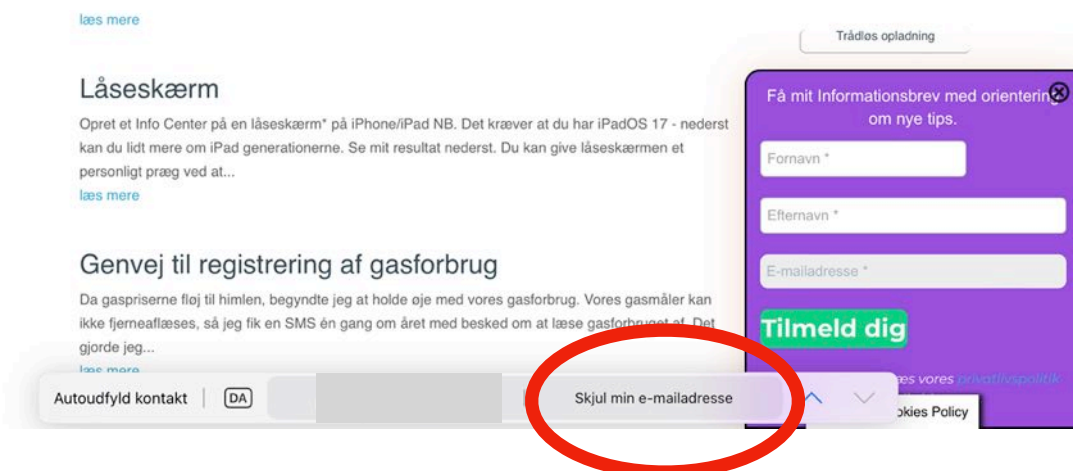 læs mere
Låseskærm
Opret et Info Center på en låseskærm* på iPhone/iPad NB. Det kræver at du har iPadOS 17 - nederst
kan du lidt mere om iPad generationerne. Se mit resultat nederst. Du kan give låseskærmen et
personligt præg ved at...
læs mere
Genvej til registrering af gasforbrug
Da gaspriserne fløj til himlen, begyndte jeg at holde øje med vores gasforbrug. Vores gasmåler kan
ikke fjerneaflæses, så jeg fik en SMS én gang om året med besked om at læse gasforbruget af. Det
gjorde jeg...
læs mere
Trådløs opladning
Få mit Informationsbrev med orientering
om nye tips.
Fornavn *
Efternavn *
E-mailadresse *
Tilmeld dig
vores privatlivspolitik
Policy
Autoudfyld kontakt
DA
Skjul min e-mailadresse